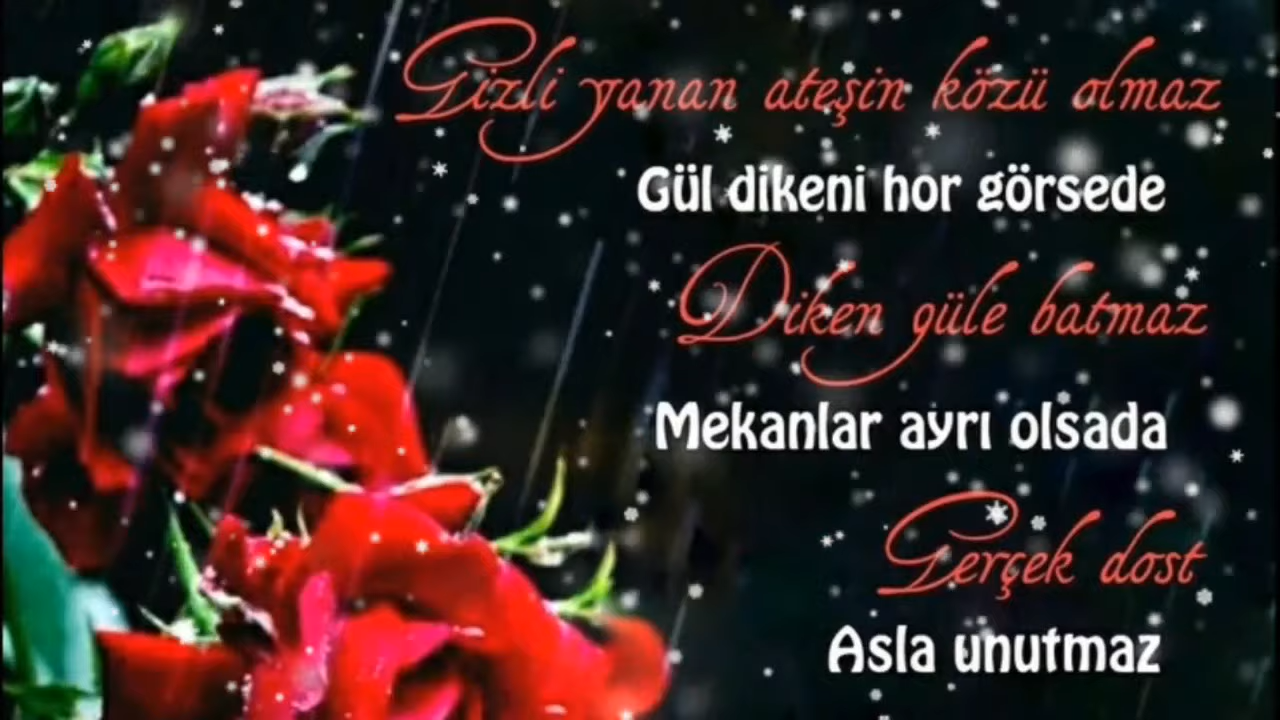 Gizli yanan ateşin közü olmaz
Gül dikeni hor görsede
Diken güle batmaz
Mekanlar ayrı olsada
Gerçek dost
Asla unutmaz